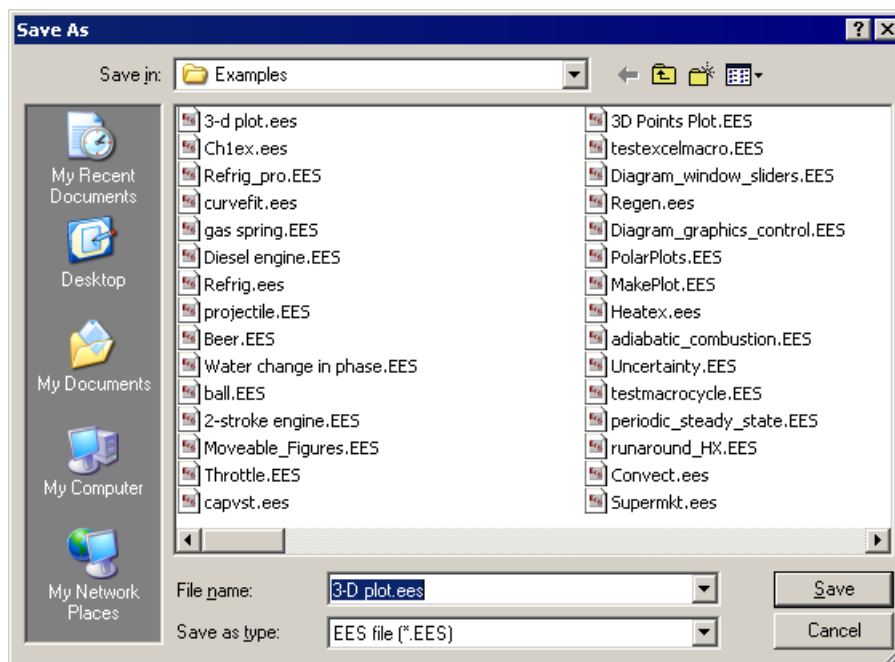 Save As
Save in:
Examples
My Recent
Documents
Desktop
My Documents
My Computer
My Network
Places
3-d plot.ees
Ch1ex.ees
Refrig_pro.EES
curvefit.ees
gas spring.EES
Diesel engine.EES
Refrig.ees
projectile.EES
Beer.EES
Water change in phase.EES
ball.EES
2-stroke engine.EES
Moveable_Figures.EES
Throttle.EES
capvst.ees
3D Points Plot.EES
testexcelmacro.EES
Diagram_window_sliders.EES
Regen.ees
Diagram_graphics_control.EES
PolarPlots.EES
MakePlot.EES
Heatex.ees
adiabatic_combustion.EES
Uncertainty.EES
testmacrocycle.EES
periodic_steady_state.EES
runaround_HX.EES
Convect.ees
Supermkt.ees
File name:
3-D plot.ees
Save
Save as type:
EES file (*.EES)
Cancel